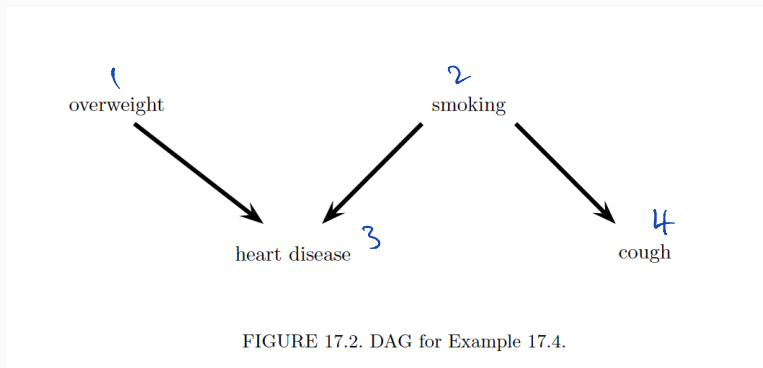 1 2
overweight smoking
3 4
heart disease cough
FIGURE 17.2. DAG for Example 17.4.